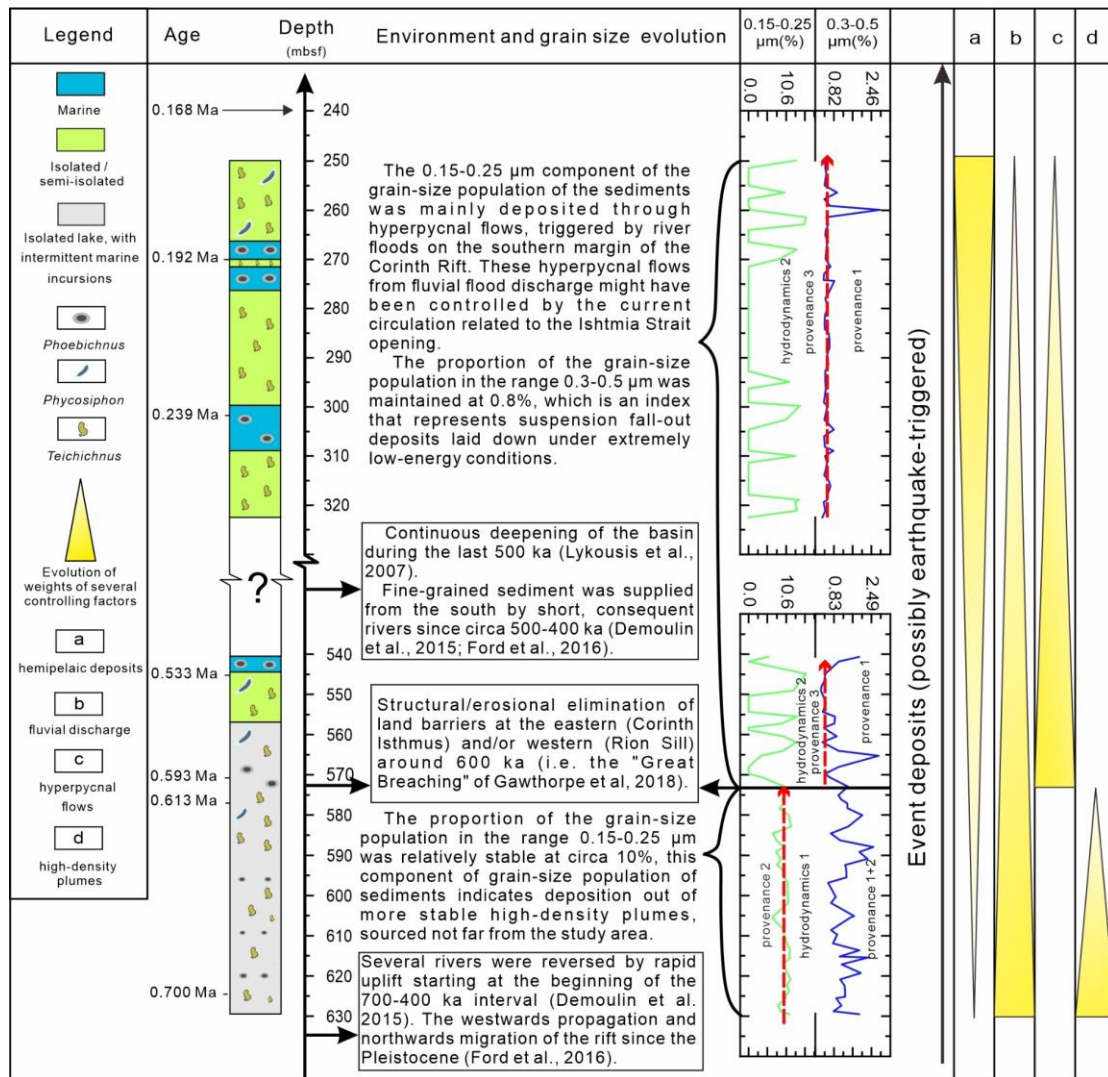 Legend
Age
Depth
(mbsf)
Environment and grain size evolution
0.15-0.25
μm(%)
0.3-0.5
μm(%)
a
b
c
d
Marine
Isolated /
semi-isolated
Isolated lake, with
intermittent marine
incursions
Phoebichnus
Phycosiphon
Teichichnus
Evolution of
weights of several
controlling factors
a
hemipelaic deposits
b
fluvial discharge
c
hyperpycnal
flows
d
high-density
plumes
0.168 Ma
0.192 Ma
0.239 Ma
0.533 Ma
0.593 Ma
0.613 Ma
0.700 Ma
?
240
250
260
270
280
290
300
310
320
540
550
560
570
580
590
600
610
620
630
The 0.15-0.25 μm component of the
grain-size population of the sediments
was mainly deposited through
hyperpycnal flows, triggered by river
floods on the southern margin of the
Corinth Rift. These hyperpycnal flows
from fluvial flood discharge might have
been controlled by the current
circulation related to the Ishtmia Strait
opening.
The proportion of the grain-size
population in the range 0.3-0.5 μm was
maintained at 0.8%, which is an index
that represents suspension fall-out
deposits laid down under extremely
low-energy conditions.
Continuous deepening of the basin
during the last 500 ka (Lykousis et al.,
2007).
Fine-grained sediment was supplied
from the south by short, consequent
rivers since circa 500-400 ka (Demoulin
et al., 2015; Ford et al., 2016).
Structural/erosional elimination of
land barriers at the eastern (Corinth
Isthmus) and/or western (Rion Sill)
around 600 ka (i.e. the "Great
Breaching" of Gawthorpe et al, 2018).
The proportion of the grain-size
population in the range 0.15-0.25 μm
was relatively stable at circa 10%, this
component of grain-size population of
sediments indicates deposition out of
more stable high-density plumes,
sourced not far from the study area.
Several rivers were reversed by rapid
uplift starting at the beginning of the
700-400 ka interval (Demoulin et al.
2015). The westwards propagation and
northwards migration of the rift since the
Pleistocene (Ford et al., 2016).
0.0
10.6
0.82
2.46
hydrodynamics 2
provenance 3
provenance 1
0.0
10.6
0.83
2.49
hydrodynamics 2
provenance 3
provenance 1
provenance 2
hydrodynamics 1
provenance 1+2
Event deposits (possibly earthquake-triggered)